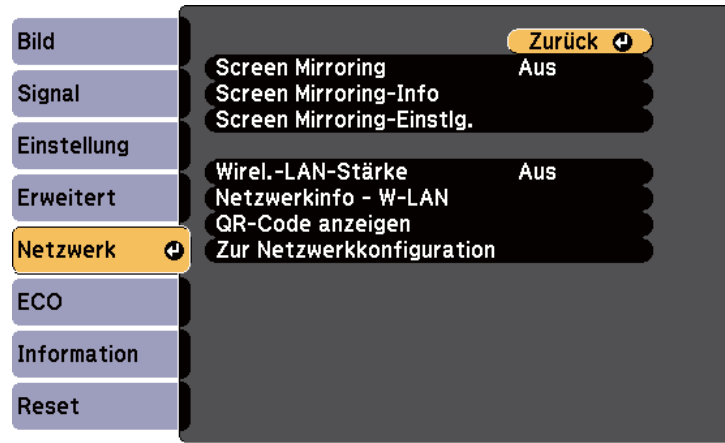 Bild
Signal
Einstellung
Erweitert
Netzwerk
ECO
Information
Reset
Zurück
Screen Mirroring Aus
Screen Mirroring-Info
Screen Mirroring-Einstlg.
Wirel.-LAN-Stärke Aus
Netzwerkinfo - W-LAN
QR-Code anzeigen
Zur Netzwerkkonfiguration